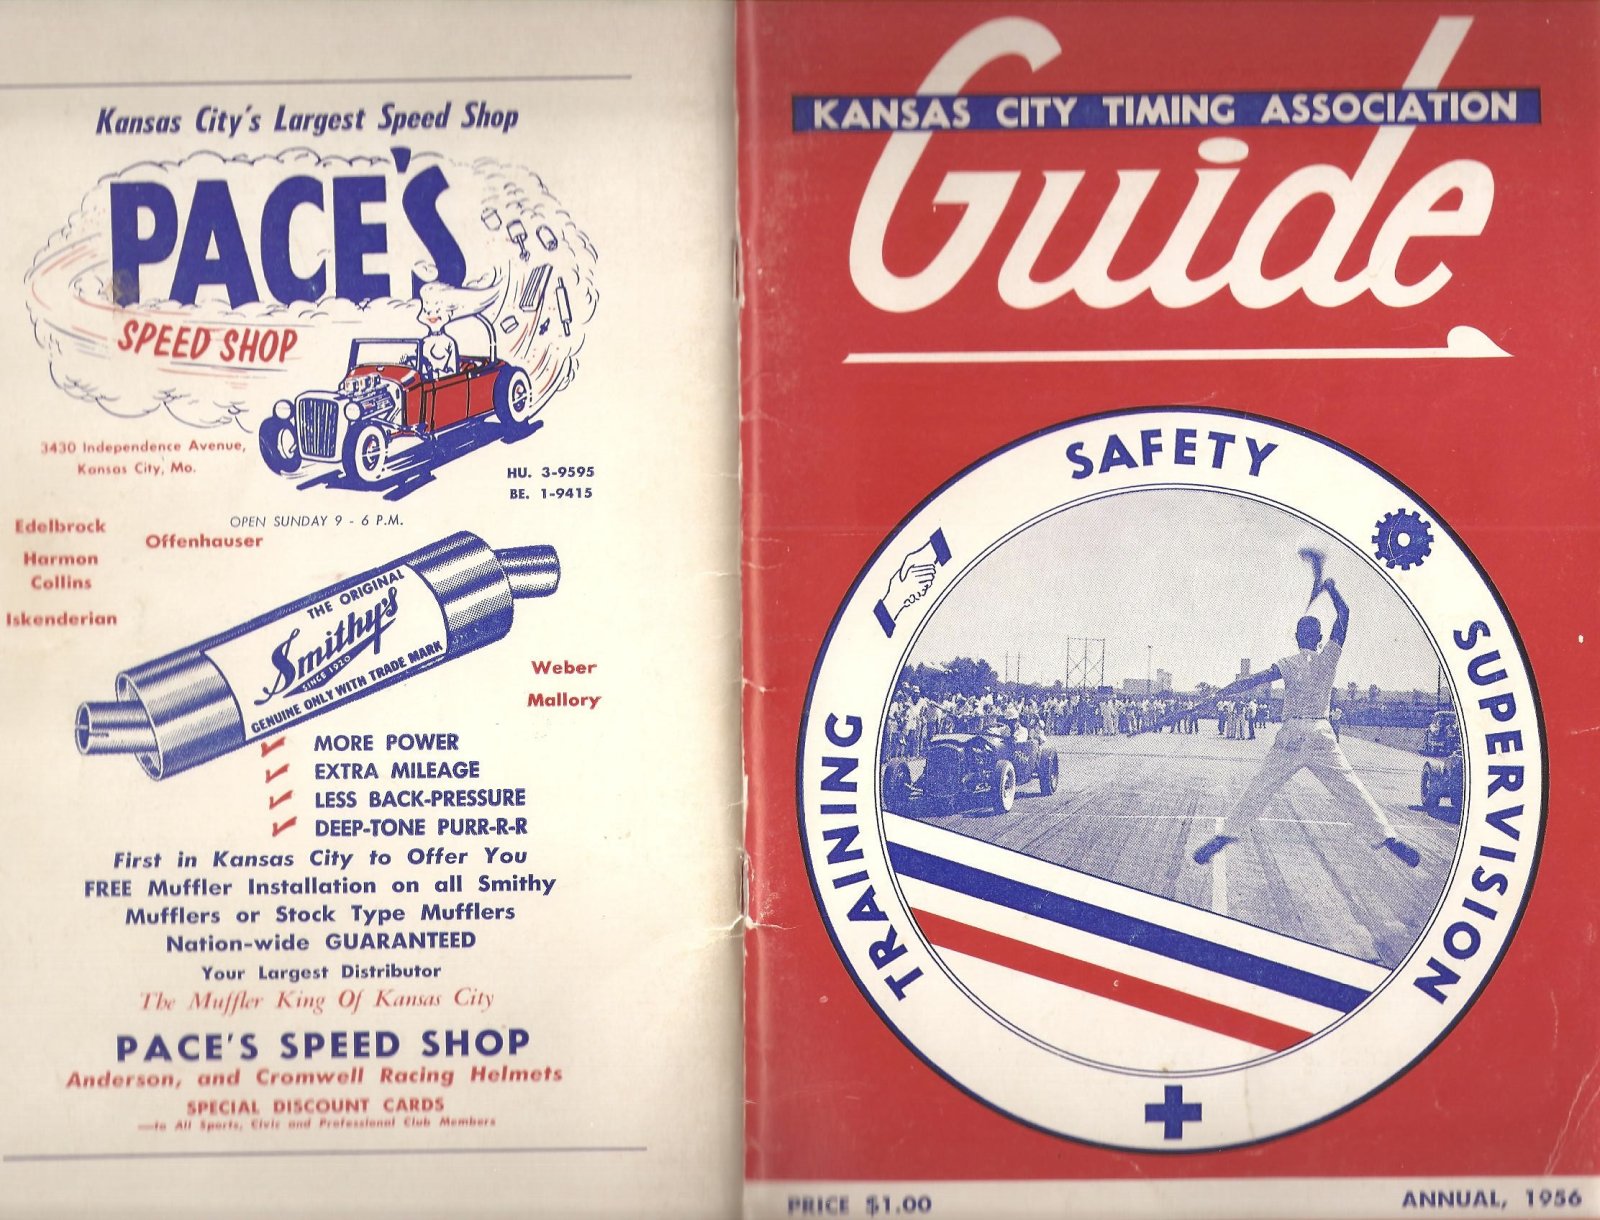 Kansas City's Largest Speed Shop
PACE'S
SPEED SHOP
3430 Independence Avenue,
Kansas City, Mo.
HU. 3-9595
BE. 1-9415
OPEN SUNDAY 9 - 6 P.M.
Edelbrock
Offenhauser
Harmon
Collins
Iskenderian
THE ORIGINAL
Smithy's
SINCE 1920
GENUINE ONLY WITH TRADE MARK
Weber
Mallory
MORE POWER
EXTRA MILEAGE
LESS BACK-PRESSURE
DEEP-TONE PURR-R-R
First in Kansas City to Offer You
FREE Muffler Installation on all Smithy
Mufflers or Stock Type Mufflers
Nation-wide GUARANTEED
Your Largest Distributor
The Muffler King Of Kansas City
PACE'S SPEED SHOP
Anderson, and Cromwell Racing Helmets
SPECIAL DISCOUNT CARDS
—to All Sports, Civic and Professional Club Members
Guide
KANSAS CITY TIMING ASSOCIATION
SAFETY
SUPERVISION
TRAINING
PRICE $1.00
ANNUAL, 1956